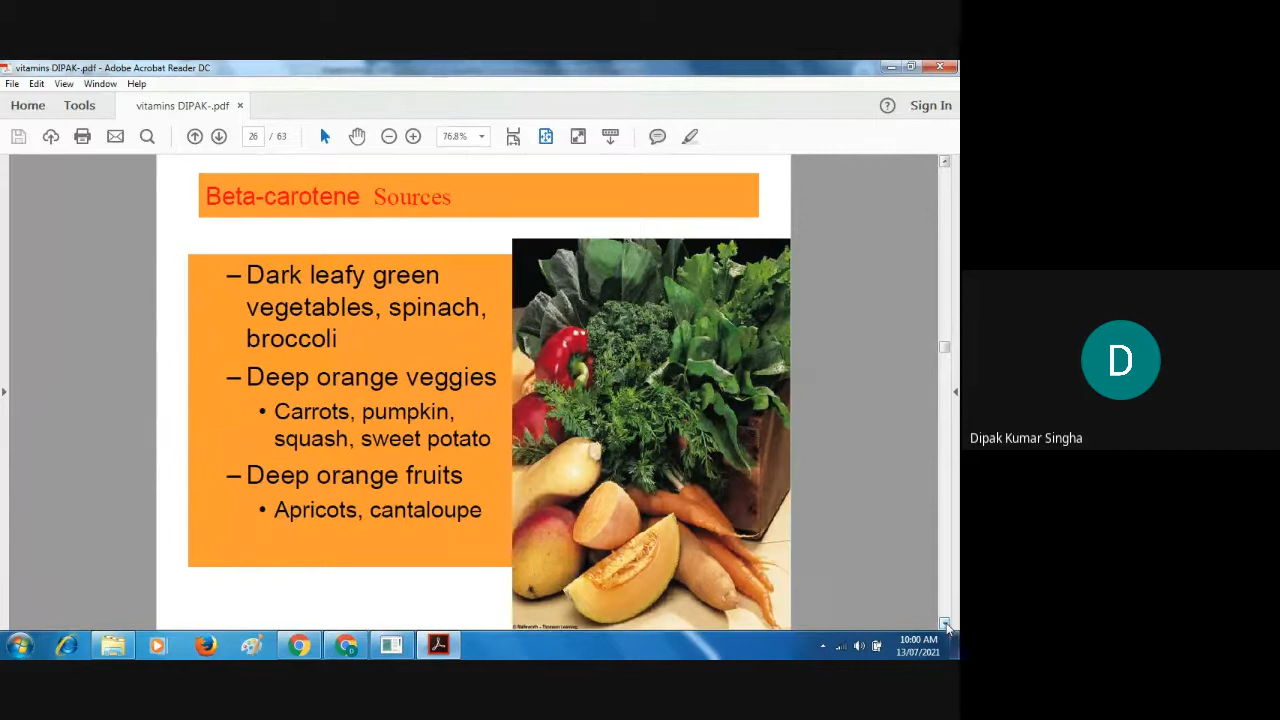 vitamins DIPAK-.pdf - Adobe Acrobat Reader DC
File Edit View Window Help
Home Tools vitamins DIPAK-.pdf × ? Sign In
26 / 63 76.8%
Beta-carotene Sources
– Dark leafy green
vegetables, spinach,
broccoli
– Deep orange veggies
• Carrots, pumpkin,
squash, sweet potato
– Deep orange fruits
• Apricots, cantaloupe
D
Dipak Kumar Singha
10:00 AM
13/07/2021